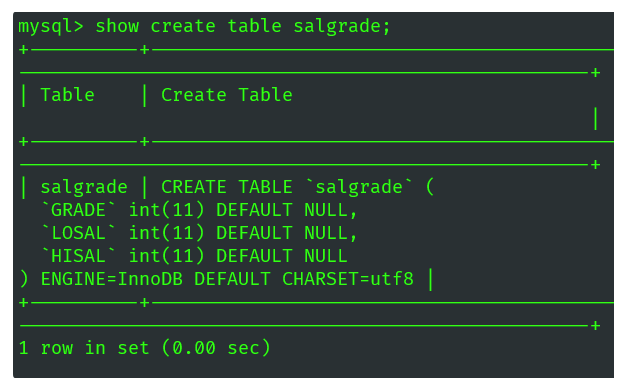 mysql> show create table salgrade;
+----------+------------------------------------------
----------------------------------------------------+
| Table    | Create Table
                                                    |
+----------+------------------------------------------
----------------------------------------------------+
| salgrade | CREATE TABLE `salgrade` (
  `GRADE` int(11) DEFAULT NULL,
  `LOSAL` int(11) DEFAULT NULL,
  `HISAL` int(11) DEFAULT NULL
) ENGINE=InnoDB DEFAULT CHARSET=utf8 |
+----------+------------------------------------------
----------------------------------------------------+
1 row in set (0.00 sec)